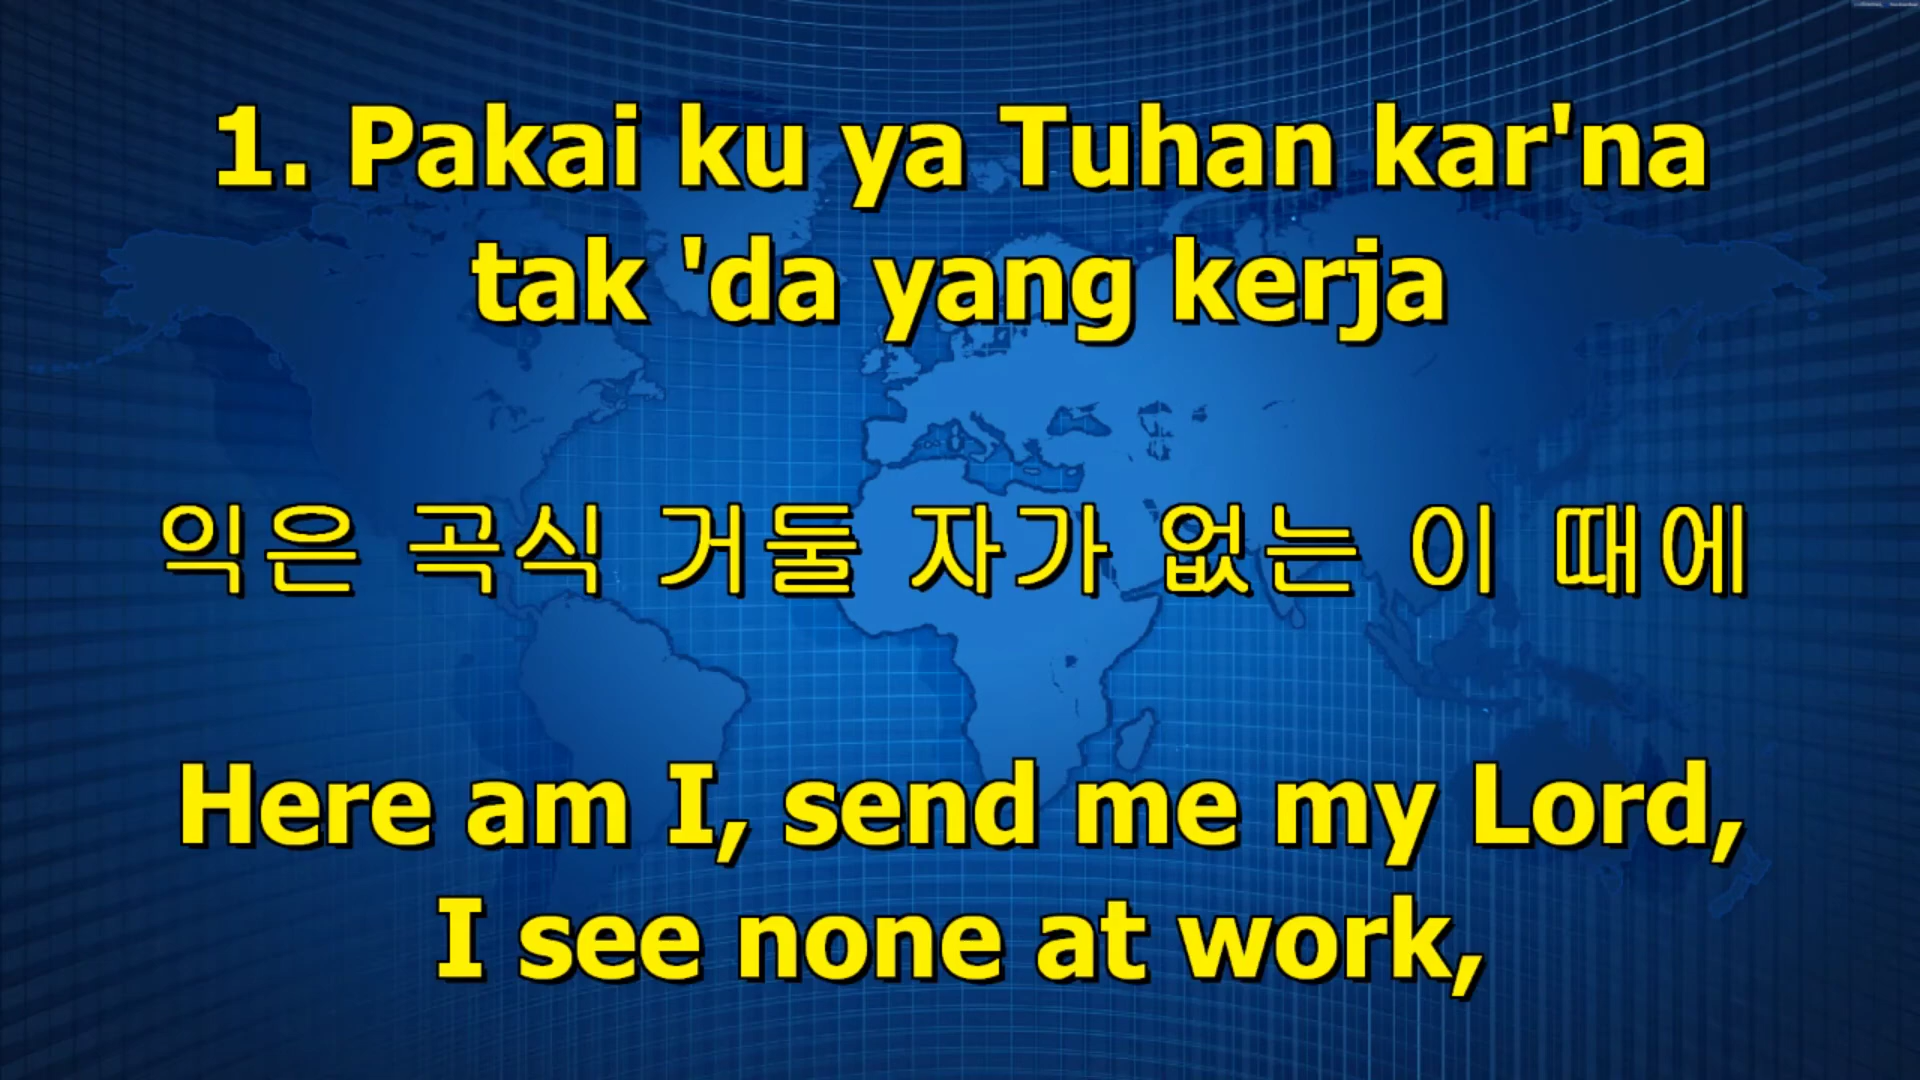 1. Pakai ku ya Tuhan kar'na
tak 'da yang kerja
익은 곡식 거둘 자가 없는 이 때에
Here am I, send me my Lord,
I see none at work,